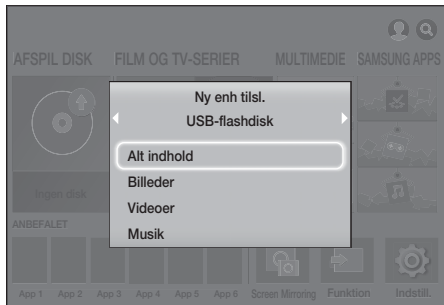 AFSPIL DISK FILM OG TV-SERIER MULTIMEDIE SAMSUNG APPS
Ny enh tilsl.
USB-flashdisk
Alt indhold
Billeder
Videoer
Musik
Ingen disk
ANBEFALET
App 1 App 2 App 3 App 4 App 5 App 6 Screen Mirroring Funktion Indstill.